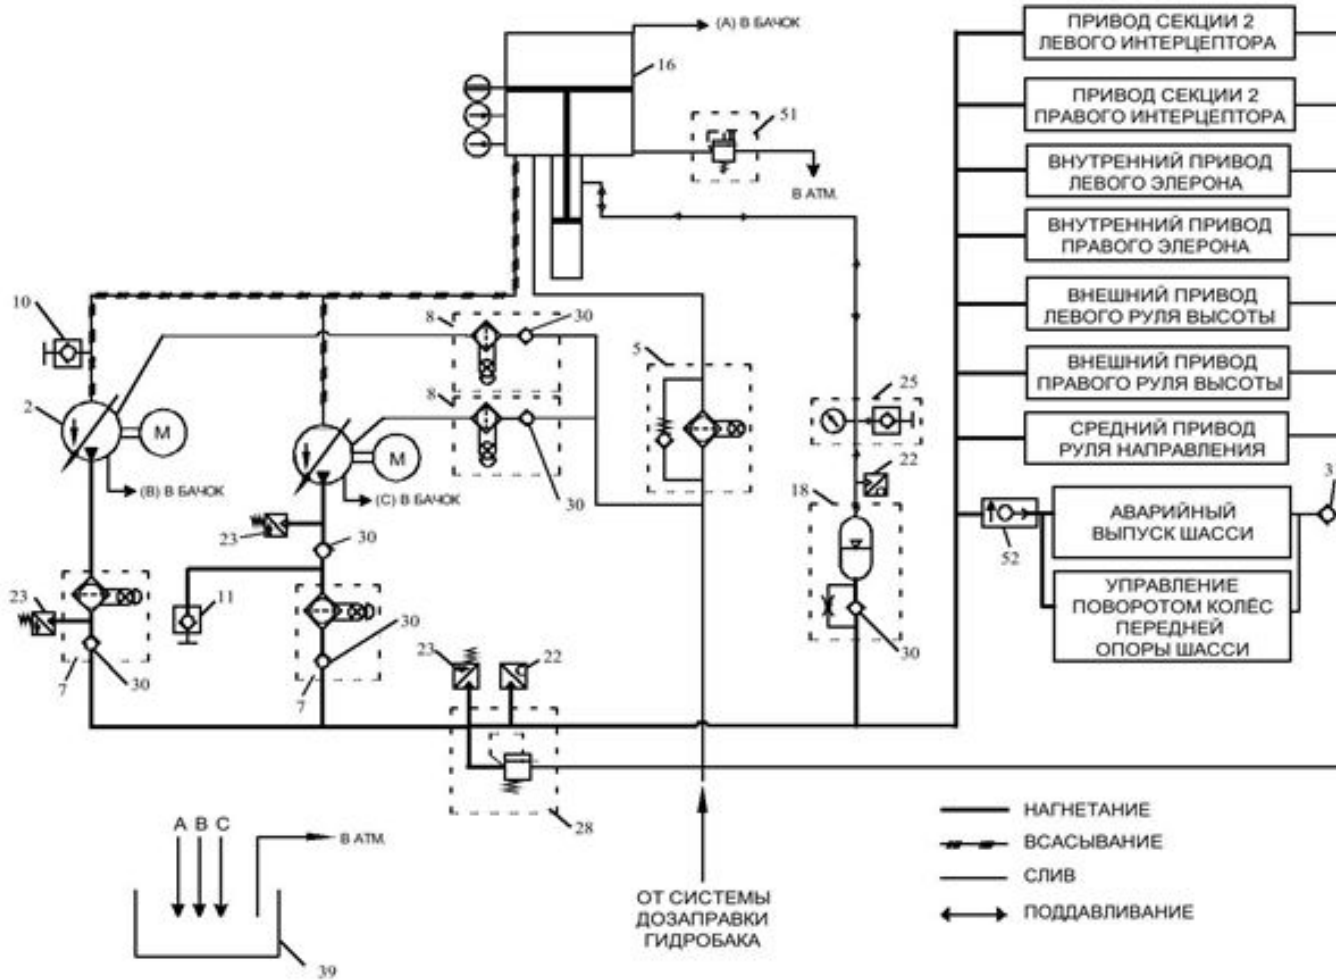 (А) В БАЧОК
16
51
В АТМ.
10
2
М
(В) В БАЧОК
М
(С) В БАЧОК
8
30
8
30
5
25
22
18
30
23
30
11
23
7
30
30
7
23
22
28
А В С
В АТМ.
39
ОТ СИСТЕМЫ
ДОЗАПРАВКИ
ГИДРОБАКА
ПРИВОД СЕКЦИИ 2
ЛЕВОГО ИНТЕРЦЕПТОРА
ПРИВОД СЕКЦИИ 2
ПРАВОГО ИНТЕРЦЕПТОРА
ВНУТРЕННИЙ ПРИВОД
ЛЕВОГО ЭЛЕРОНА
ВНУТРЕННИЙ ПРИВОД
ПРАВОГО ЭЛЕРОНА
ВНЕШНИЙ ПРИВОД
ЛЕВОГО РУЛЯ ВЫСОТЫ
ВНЕШНИЙ ПРИВОД
ПРАВОГО РУЛЯ ВЫСОТЫ
СРЕДНИЙ ПРИВОД
РУЛЯ НАПРАВЛЕНИЯ
52
АВАРИЙНЫЙ
ВЫПУСК ШАССИ
УПРАВЛЕНИЕ
ПОВОРОТОМ КОЛЁС
ПЕРЕДНЕЙ
ОПОРЫ ШАССИ
НАГНЕТАНИЕ
ВСАСЫВАНИЕ
СЛИВ
ПОДДАВЛИВАНИЕ